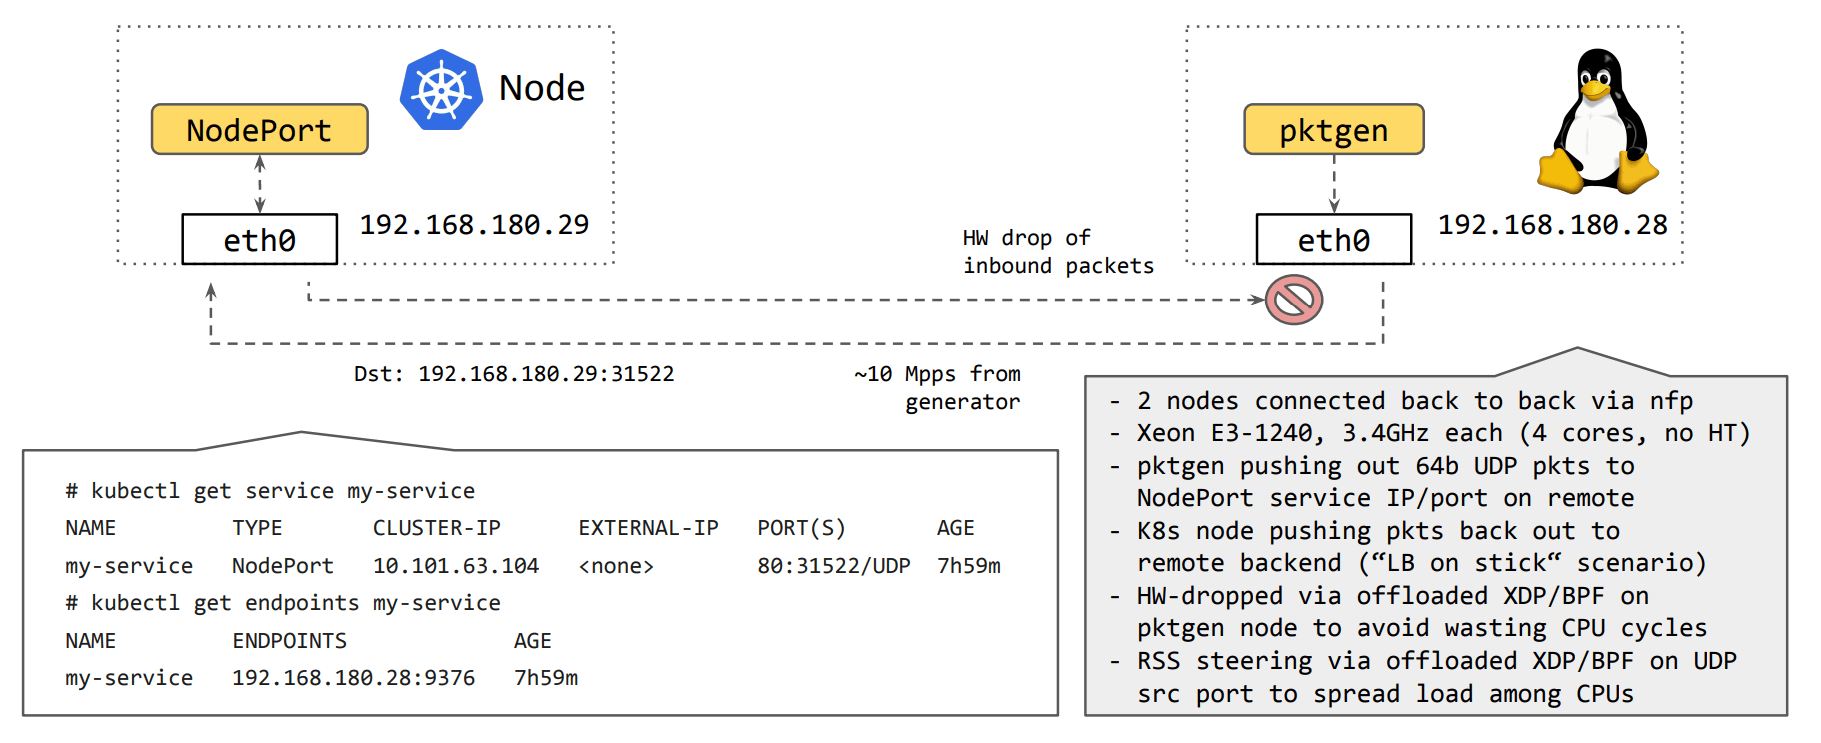 Node
NodePort
eth0
192.168.180.29
pktgen
eth0
192.168.180.28
HW drop of
inbound packets
Dst: 192.168.180.29:31522
~10 Mpps from
generator
# kubectl get service my-service
NAME TYPE CLUSTER-IP EXTERNAL-IP PORT(S) AGE
my-service NodePort 10.101.63.104 <none> 80:31522/UDP 7h59m
# kubectl get endpoints my-service
NAME ENDPOINTS AGE
my-service 192.168.180.28:9376 7h59m
- 2 nodes connected back to back via nfp
- Xeon E3-1240, 3.4GHz each (4 cores, no HT)
- pktgen pushing out 64b UDP pkts to
NodePort service IP/port on remote
- K8s node pushing pkts back out to
remote backend (“LB on stick“ scenario)
- HW-dropped via offloaded XDP/BPF on
pktgen node to avoid wasting CPU cycles
- RSS steering via offloaded XDP/BPF on UDP
src port to spread load among CPUs